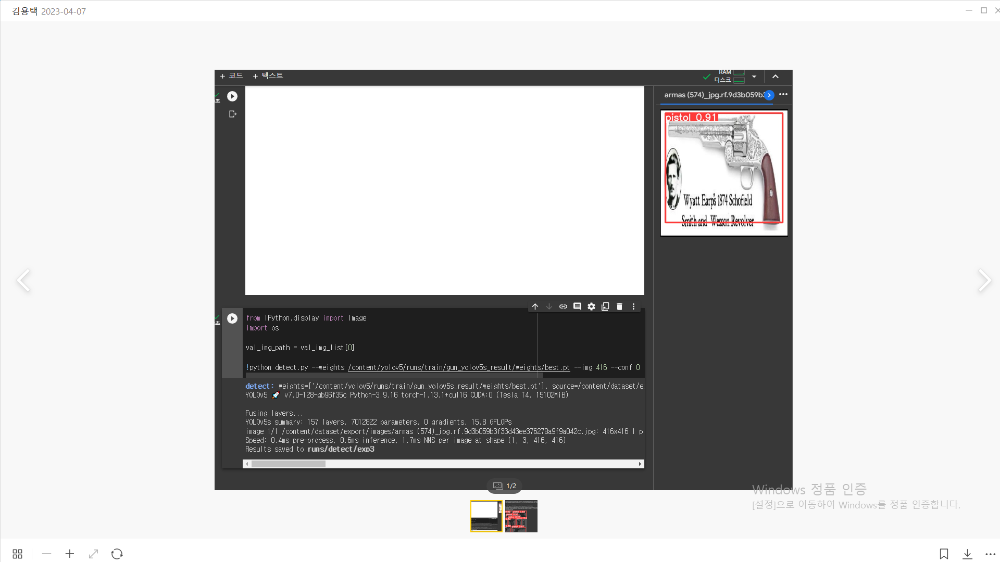 김용택 2023-04-07
+ 코드 + 텍스트
RAM
디스크
armas (574)_jpg.rf.9d3b059b3
pistol 0.91
Wyatt Earp's 1874 Schofield
Smith and Wesson Revolver
초
초
from IPython.display import Image
import os
val_img_path = val_img_list[0]
!python detect.py --weights /content/yolov5/runs/train/gun_yolov5s_result/weights/best.pt --img 416 --conf 0
detect: weights=['/content/yolov5/runs/train/gun_yolov5s_result/weights/best.pt'], source=/content/dataset/ex
YOLOv5 🚀 v7.0-128-gb96f35c Python-3.9.16 torch-1.13.1+cu116 CUDA:0 (Tesla T4, 15102MiB)
Fusing layers...
YOLOv5s summary: 157 layers, 7012822 parameters, 0 gradients, 15.8 GFLOPs
image 1/1 /content/dataset/export/images/armas (574)_jpg.rf.9d3b059b3f33d43ee376278a9f9a042c.jpg: 416x416 1 p
Speed: 0.4ms pre-process, 8.6ms inference, 1.7ms NMS per image at shape (1, 3, 416, 416)
Results saved to runs/detect/exp3
1/2
Windows 정품 인증
[설정]으로 이동하여 Windows를 정품 인증합니다.